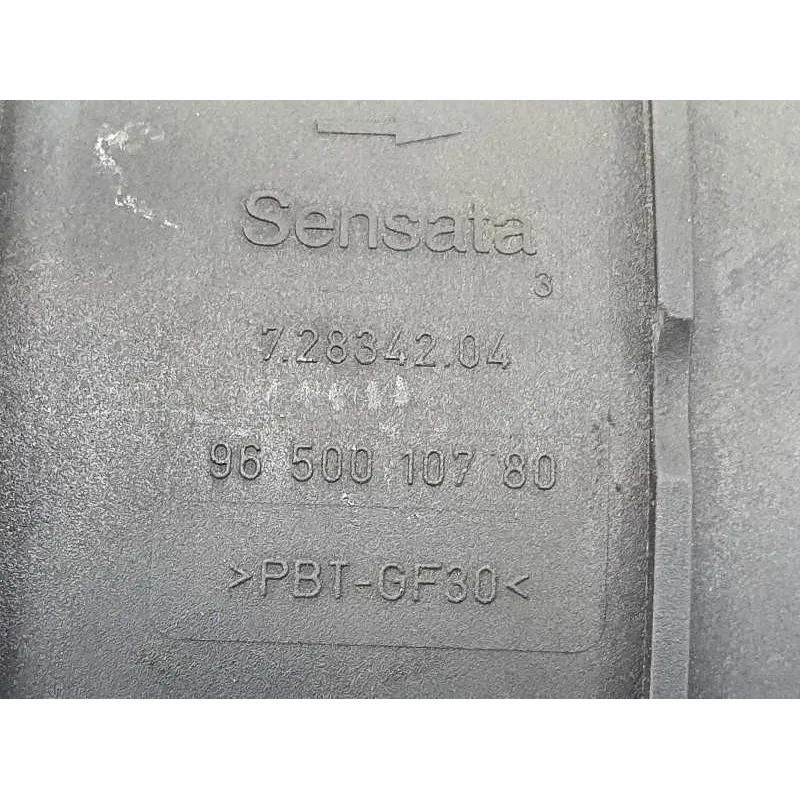 Sensata
3
7.28342.04
96 500 107 80
>PBT-GF30<